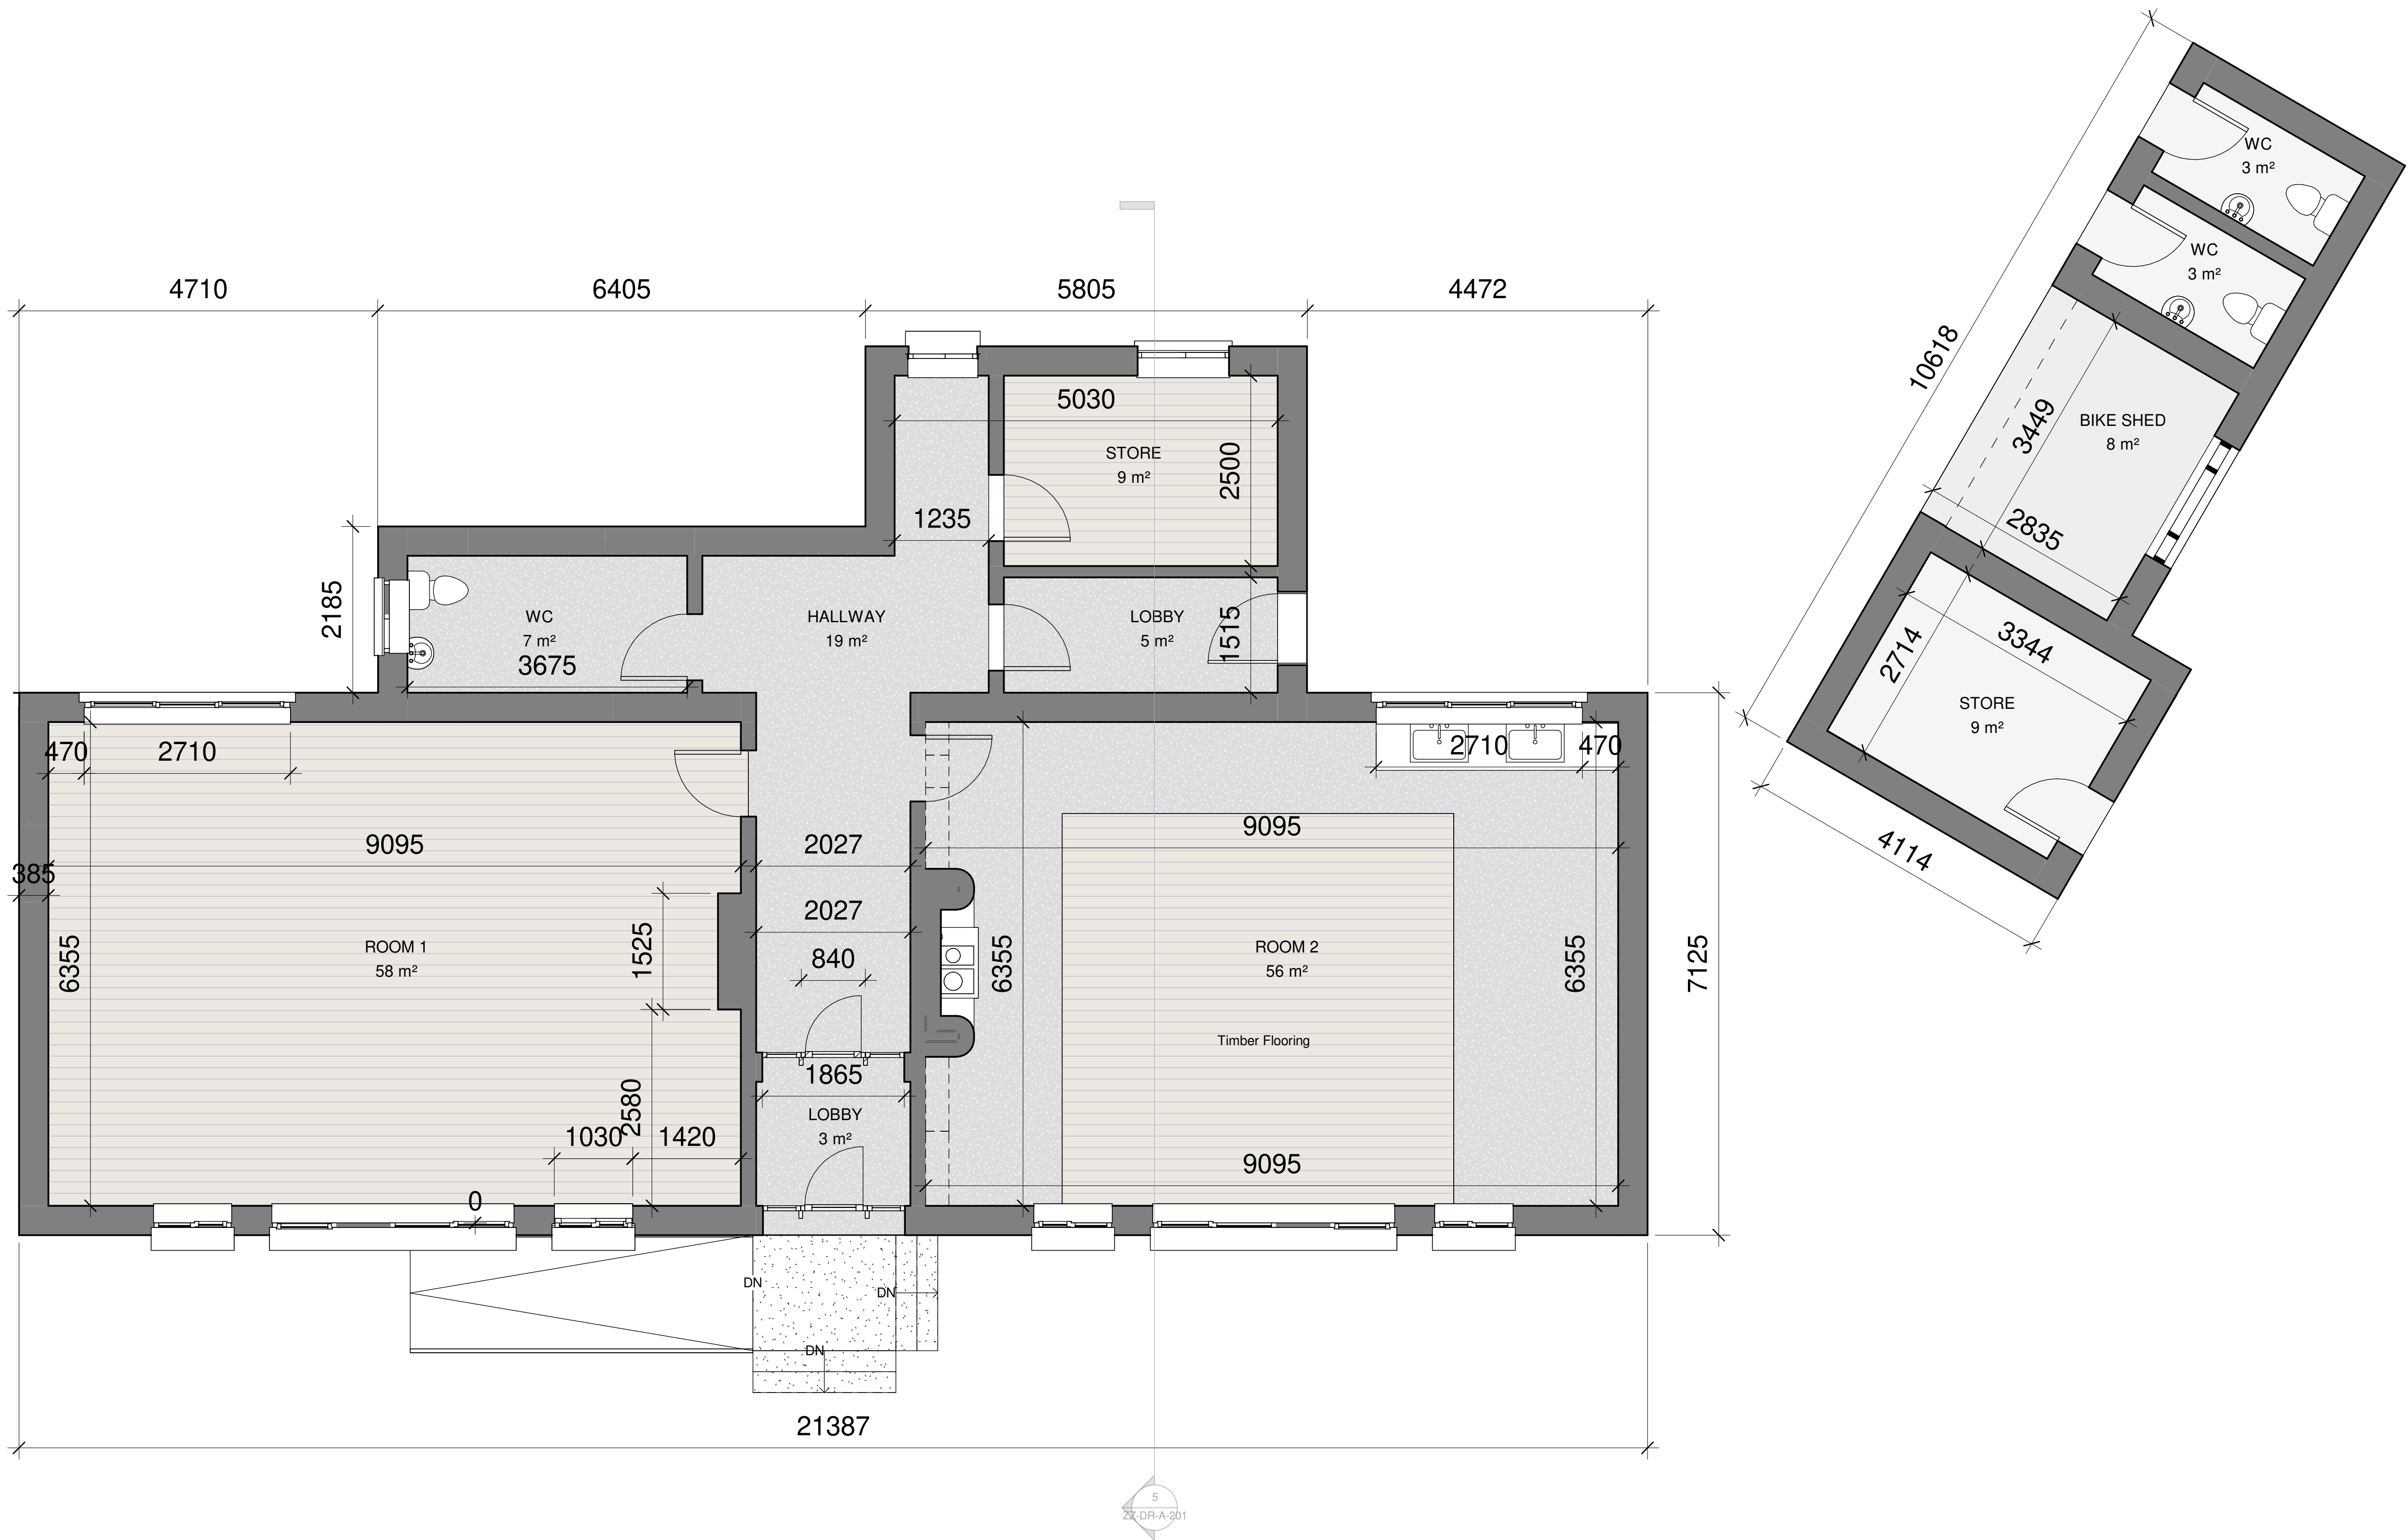 4710
6405
5805
4472
WC
3 m²
WC
3 m²
10618
3449
BIKE SHED
8 m²
2835
3344
2714
STORE
9 m²
4114
5030
STORE
9 m²
2500
1235
2185
WC
7 m²
3675
HALLWAY
19 m²
LOBBY
5 m²
1515
470
2710
2710
470
9095
2027
9095
385
2027
6355
ROOM 1
58 m²
1525
840
6355
ROOM 2
56 m²
6355
7125
Timber Flooring
1865
LOBBY
3 m²
2580
1030
1420
9095
0
DN
DN
DN
21387
5
ZZ-DR-A-201